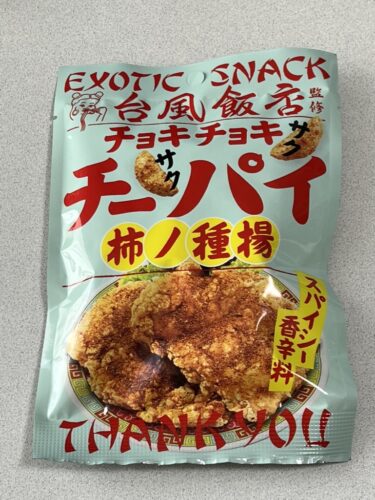 EXOTIC SNACK
台風飯店 監修
チョキチョキ
サク サク
チーパイ
柿ノ種揚
スパイシー
香辛料
THANK YOU